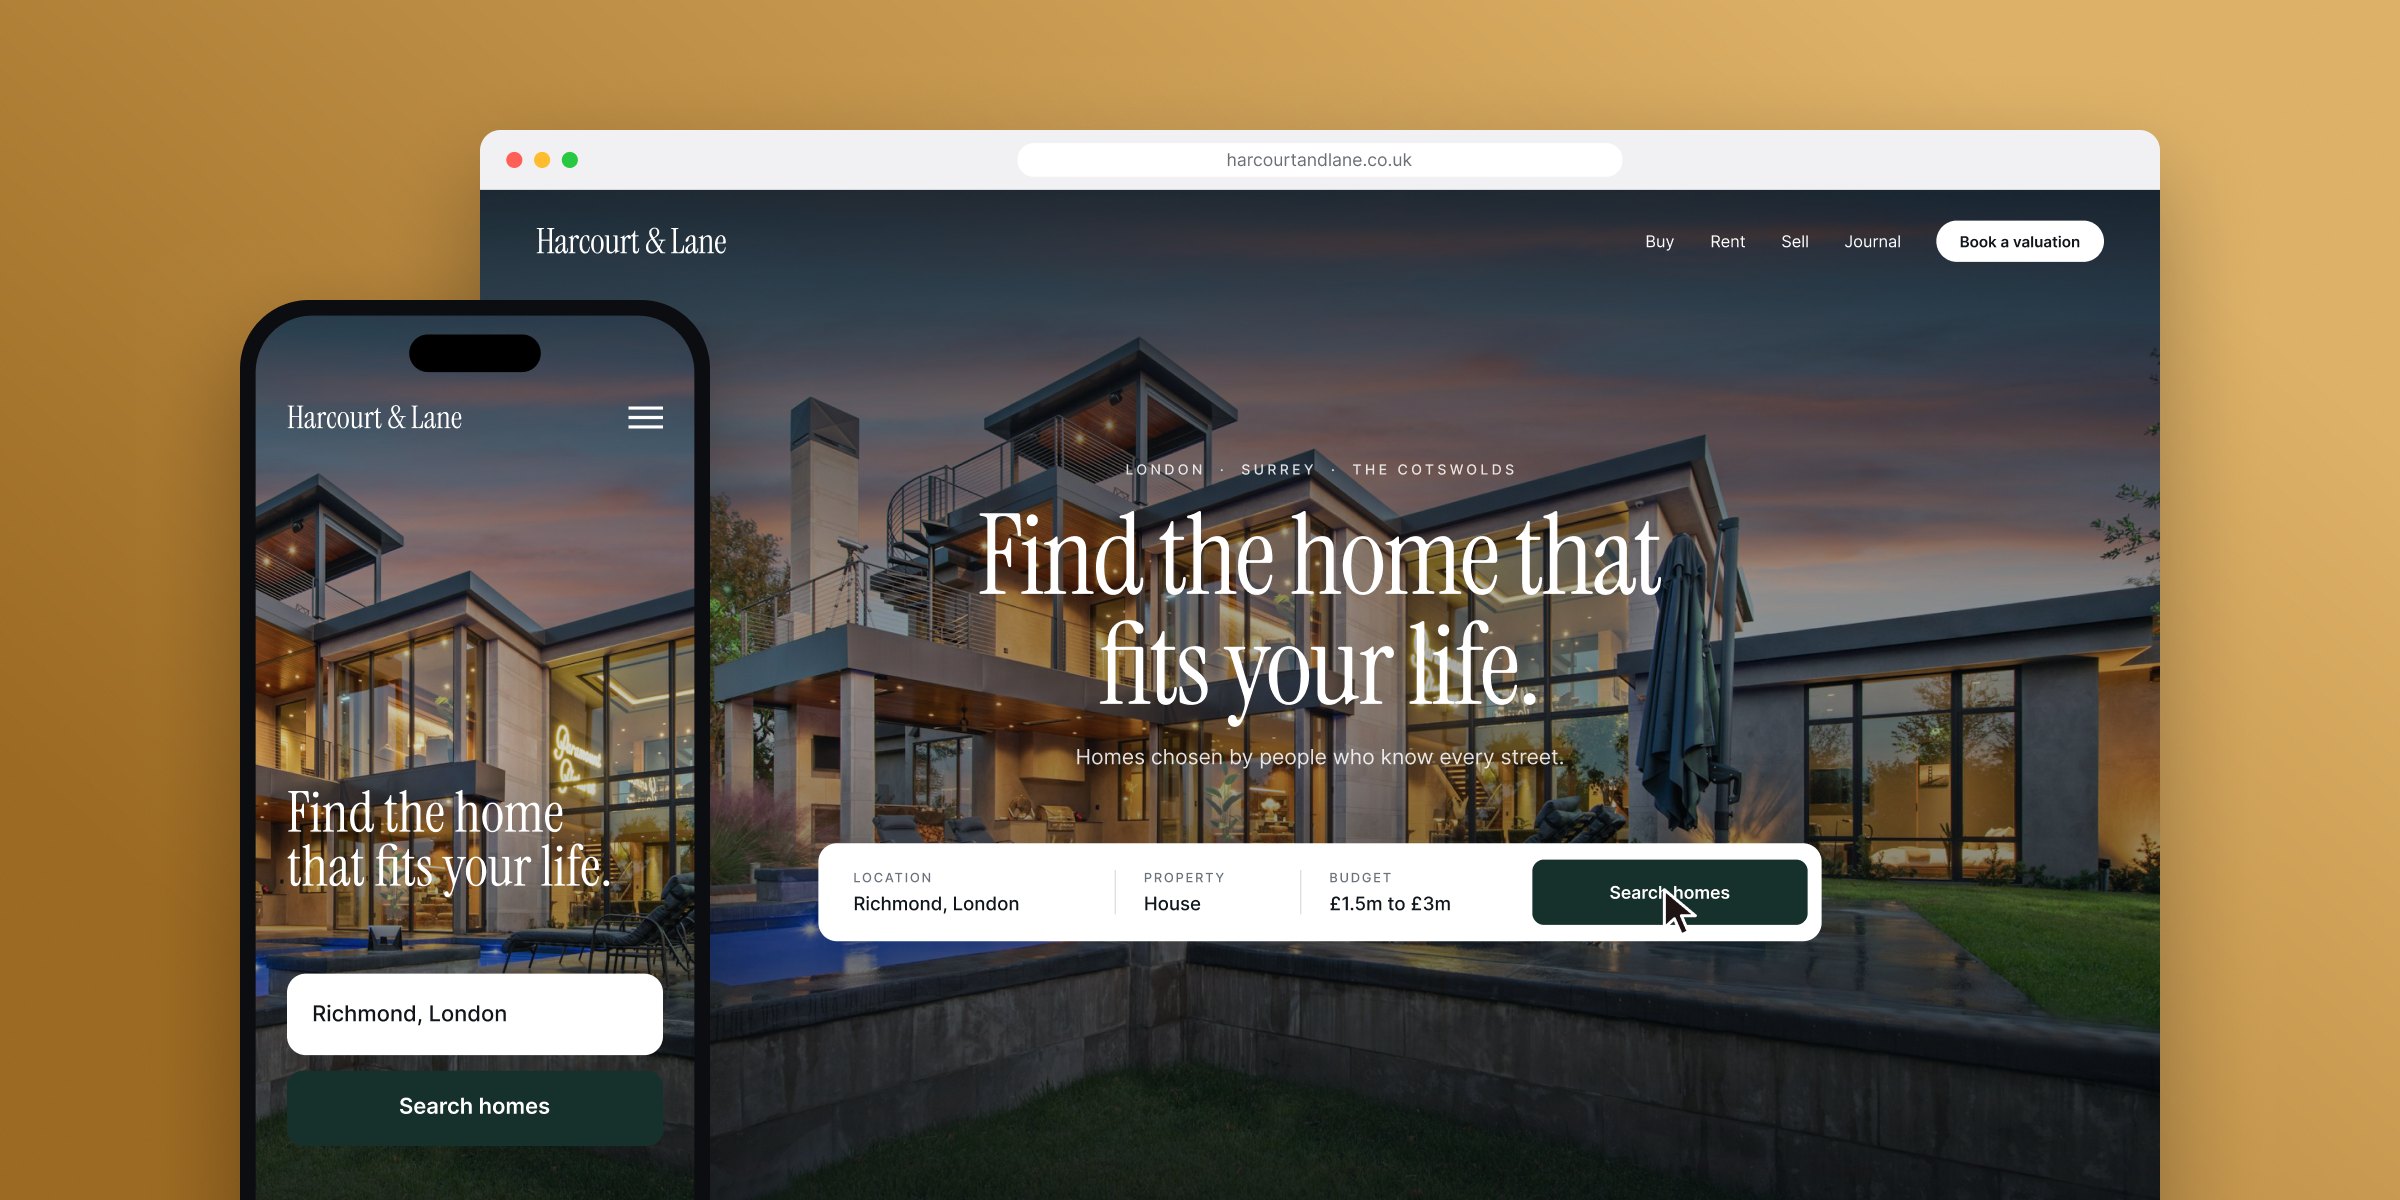 harcourtandlane.co.uk
Harcourt & Lane
Buy Rent Sell Journal Book a valuation
LONDON · SURREY · THE COTSWOLDS
Find the home that
fits your life.
Homes chosen by people who know every street.
LOCATION PROPERTY BUDGET
Richmond, London House £1.5m to £3m
Search homes
Harcourt & Lane
Paramount
Find the home
that fits your life.
Richmond, London
Search homes